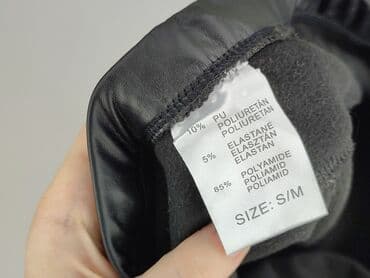 10% PU
POLIURETÁN
POLIURETAN
5% ELASTANE
ELASZTÁN
ELASTAN
85% POLYAMIDE
POLIAMID
POLIAMID
SIZE: S/M